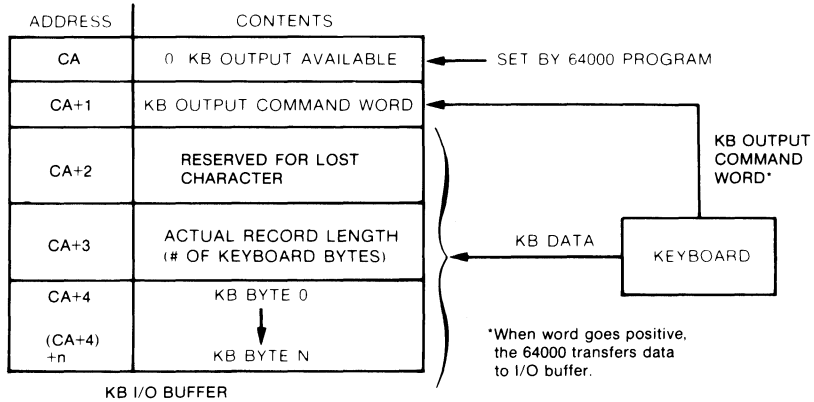 ADDRESS CONTENTS
CA 0 KB OUTPUT AVAILABLE SET BY 64000 PROGRAM
CA+1 KB OUTPUT COMMAND WORD
KB OUTPUT
COMMAND
WORD*
CA+2 RESERVED FOR LOST
CHARACTER
CA+3 ACTUAL RECORD LENGTH
(# OF KEYBOARD BYTES)
KB DATA
KEYBOARD
CA+4 KB BYTE 0
(CA+4)
+n KB BYTE N
*When word goes positive,
the 64000 transfers data
to I/O buffer.
KB I/O BUFFER